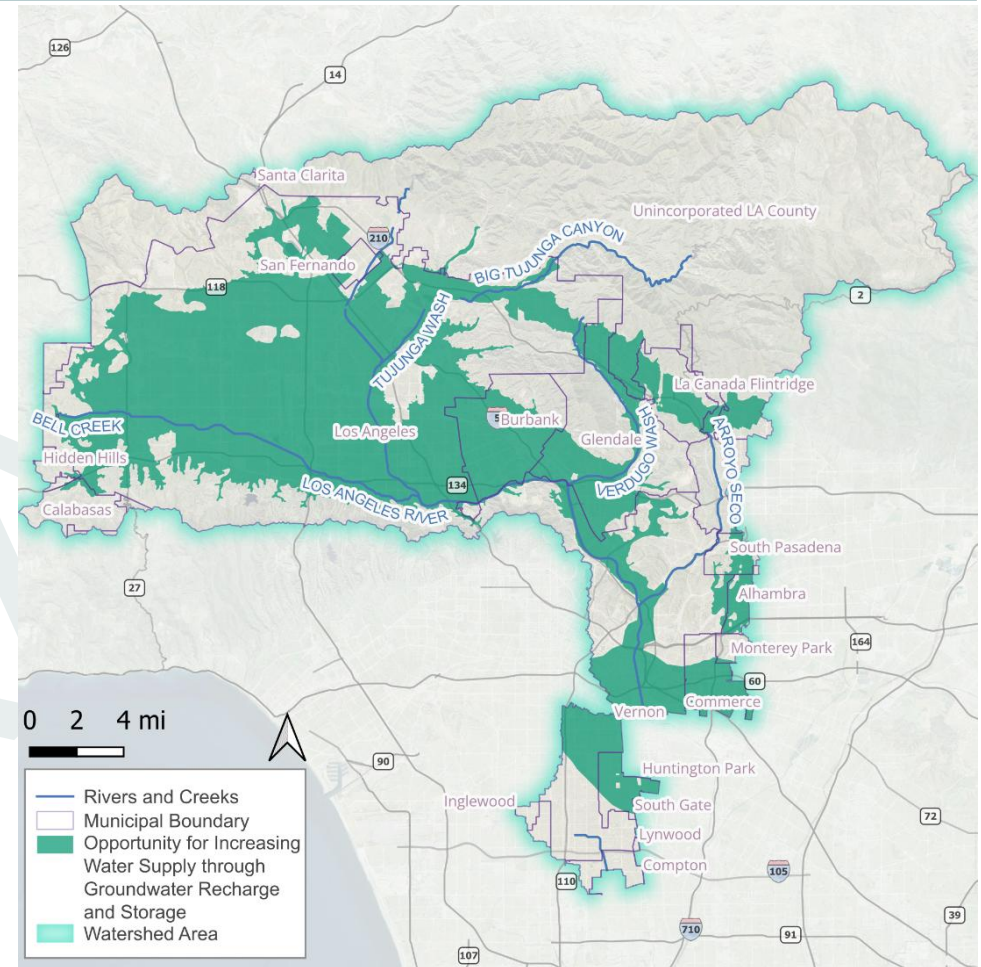 126
14
Santa Clarita
Unincorporated LA County
210
BIG TUJUNGA CANYON
San Fernando
118
2
TUJUNGA WASH
La Canada Flintridge
BELL CREEK
5
Burbank
Los Angeles
Glendale
VERDUGO WASH
ARROYO SECO
Hidden Hills
134
LOS ANGELES RIVER
Calabasas
South Pasadena
27
Alhambra
164
Monterey Park
60
Commerce
Vernon
0 2 4 mi
90
Huntington Park
Inglewood
South Gate
72
Lynwood
Compton
105
110
39
710
91
107
Rivers and Creeks
Municipal Boundary
Opportunity for Increasing
Water Supply through
Groundwater Recharge
and Storage
Watershed Area